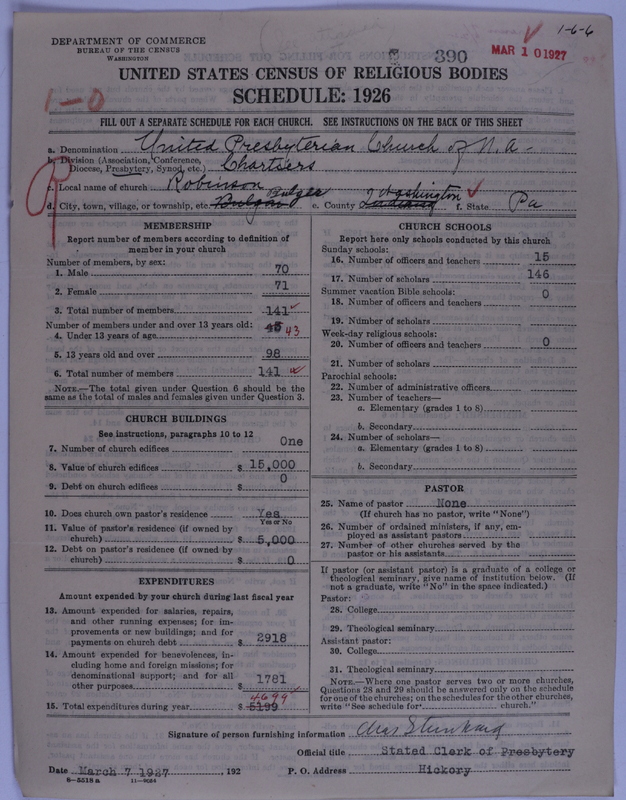 1-6-6
DEPARTMENT OF COMMERCE
BUREAU OF THE CENSUS
WASHINGTON
390
MAR 10 1927
UNITED STATES CENSUS OF RELIGIOUS BODIES
SCHEDULE: 1926
1-0
FILL OUT A SEPARATE SCHEDULE FOR EACH CHURCH. SEE INSTRUCTIONS ON THE BACK OF THIS SHEET
a. Denomination United Presbyterian Church of N. A.
b. Division (Association, Conference, Diocese, Presbytery, Synod, etc.) Chartiers
c. Local name of church Robinson
d. City, town, village, or township, etc. Bulger e. County Washington f. State Pa
MEMBERSHIP
Report number of members according to definition of member in your church
Number of members, by sex:
1. Male 70
2. Female 71
3. Total number of members 141
Number of members under and over 13 years old:
4. Under 13 years of age 43
5. 13 years old and over 98
6. Total number of members 141
NOTE.—The total given under Question 6 should be the same as the total of males and females given under Question 3.
CHURCH BUILDINGS
See instructions, paragraphs 10 to 12
7. Number of church edifices One
8. Value of church edifices $ 15,000
9. Debt on church edifices $ 0
10. Does church own pastor's residence Yes
Yes or No
11. Value of pastor's residence (if owned by church) $ 5,000
12. Debt on pastor's residence (if owned by church) $ 0
EXPENDITURES
Amount expended by your church during last fiscal year
13. Amount expended for salaries, repairs, and other running expenses; for improvements or new buildings; and for payments on church debt $ 2918
14. Amount expended for benevolences, including home and foreign missions; for denominational support; and for all other purposes $ 1781
4699
15. Total expenditures during year $ 5199
CHURCH SCHOOLS
Report here only schools conducted by this church
Sunday schools:
16. Number of officers and teachers 15
17. Number of scholars 146
Summer vacation Bible schools:
18. Number of officers and teachers 0
19. Number of scholars
Week-day religious schools:
20. Number of officers and teachers 0
21. Number of scholars
Parochial schools:
22. Number of administrative officers
23. Number of teachers—
a. Elementary (grades 1 to 8)
b. Secondary
24. Number of scholars—
a. Elementary (grades 1 to 8)
b. Secondary
PASTOR
25. Name of pastor None
(If church has no pastor, write "None")
26. Number of ordained ministers, if any, employed as assistant pastors
27. Number of other churches served by the pastor or his assistants
If pastor (or assistant pastor) is a graduate of a college or theological seminary, give name of institution below. (If not a graduate, write "No" in the space indicated.)
Pastor:
28. College
29. Theological seminary
Assistant pastor:
30. College
31. Theological seminary
NOTE.—Where one pastor serves two or more churches, Questions 28 and 29 should be answered only on the schedule for one of the churches; on the schedules for the other churches, write "See schedule for church."
Signature of person furnishing information Chas
Official title Stated Clerk of Presbytery
Date March 7 1927, 192 P. O. Address Hickory
8-5518 a 11-9024